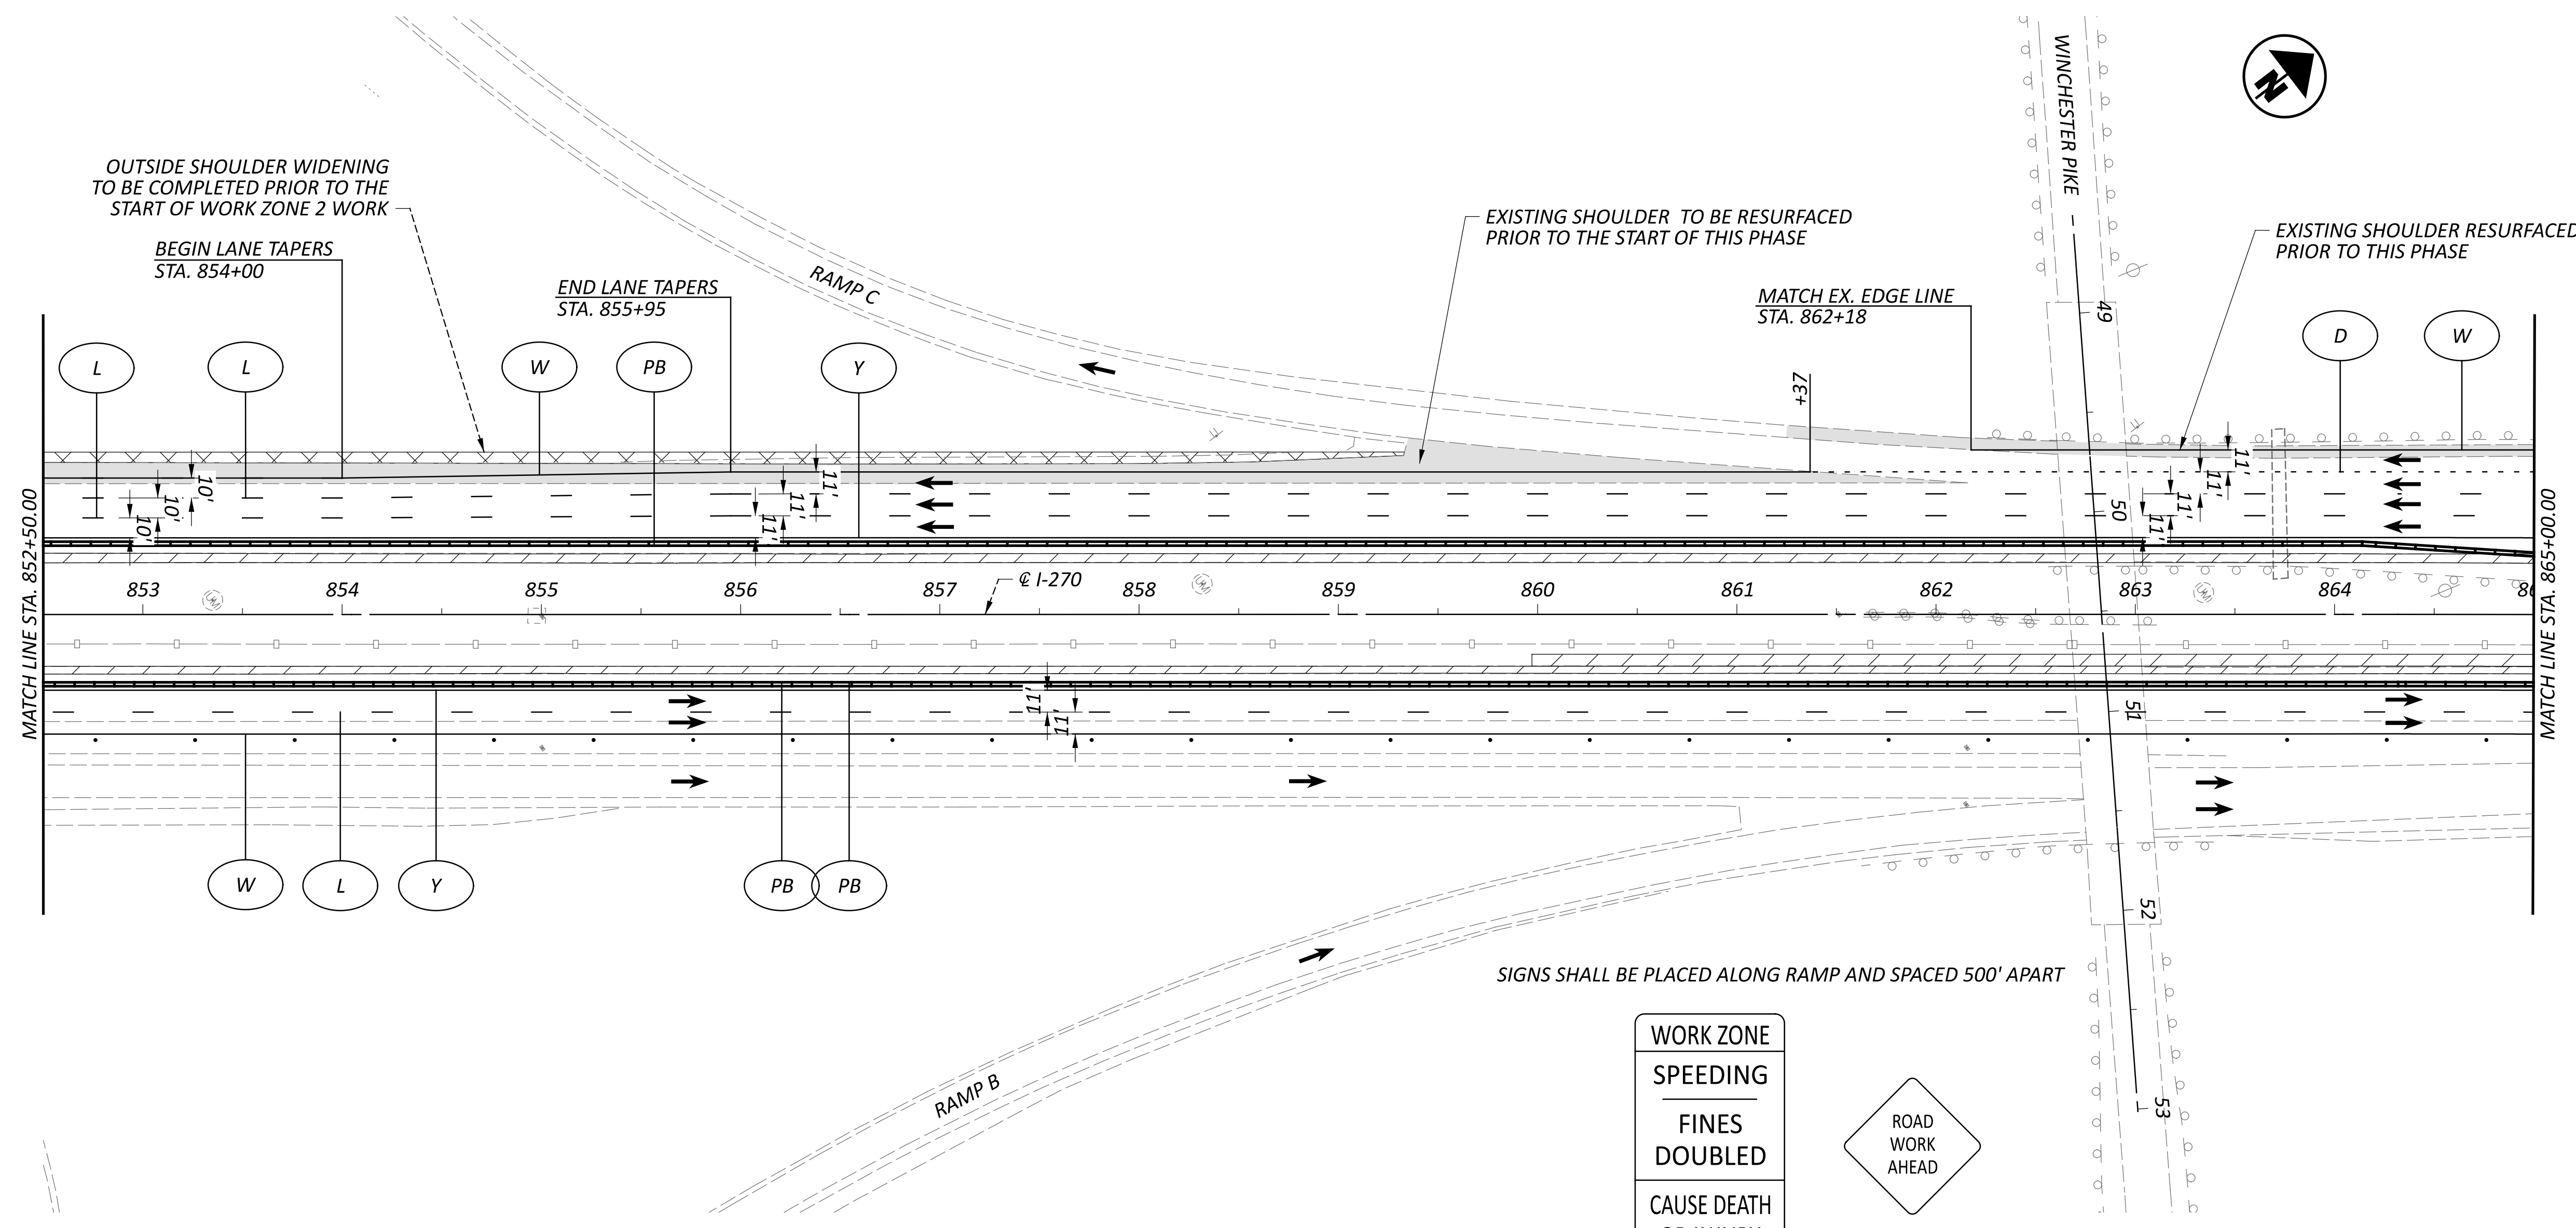 WINCHESTER PIKE
N
OUTSIDE SHOULDER WIDENING
TO BE COMPLETED PRIOR TO THE
START OF WORK ZONE 2 WORK
BEGIN LANE TAPERS
STA. 854+00
END LANE TAPERS
STA. 855+95
RAMP C
EXISTING SHOULDER TO BE RESURFACED
PRIOR TO THE START OF THIS PHASE
MATCH EX. EDGE LINE
STA. 862+18
EXISTING SHOULDER RESURFACED
PRIOR TO THIS PHASE
49
+37
L
L
W
PB
Y
D
W
10'
10'
10'
11'
11'
11'
11'
11'
11'
11'
50
MATCH LINE STA. 852+50.00
MATCH LINE STA. 865+00.00
℄ I-270
853
854
855
856
857
858
859
860
861
862
863
864
86
11'
11'
51
W
L
Y
PB
PB
52
SIGNS SHALL BE PLACED ALONG RAMP AND SPACED 500' APART
RAMP B
53
WORK ZONE
SPEEDING
FINES
DOUBLED
CAUSE DEATH
ROAD
WORK
AHEAD